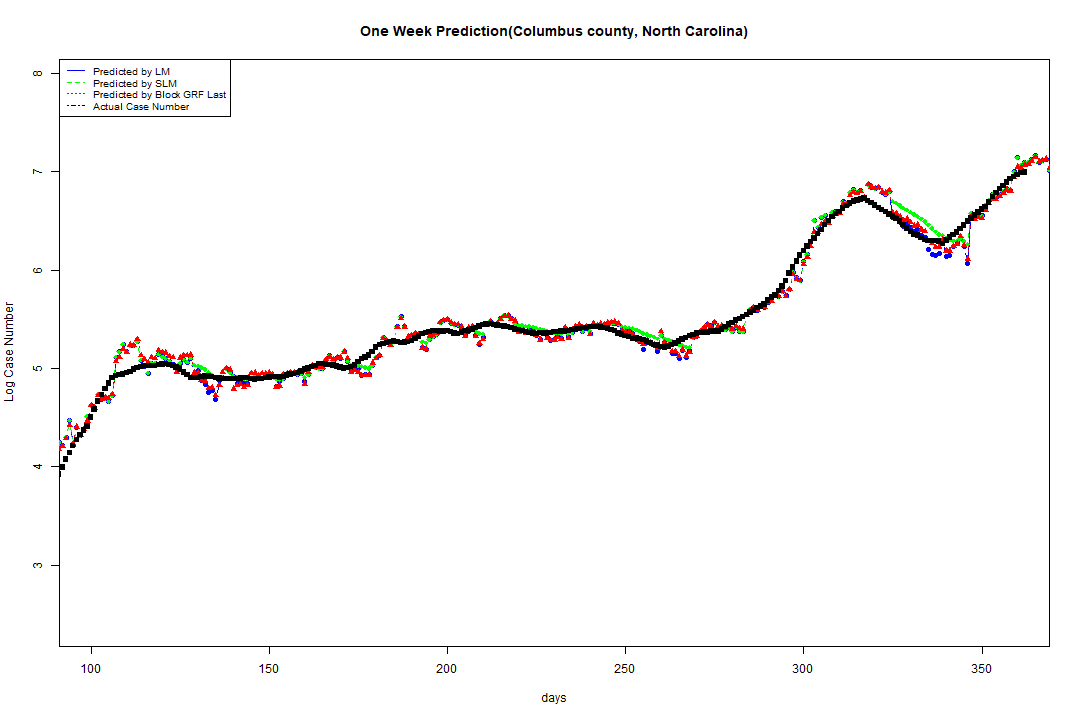 One Week Prediction(Columbus county, North Carolina)
Predicted by LM
Predicted by SLM
Predicted by Block GRF Last
Actual Case Number
8
7
6
5
4
3
Log Case Number
100 150 200 250 300 350
days